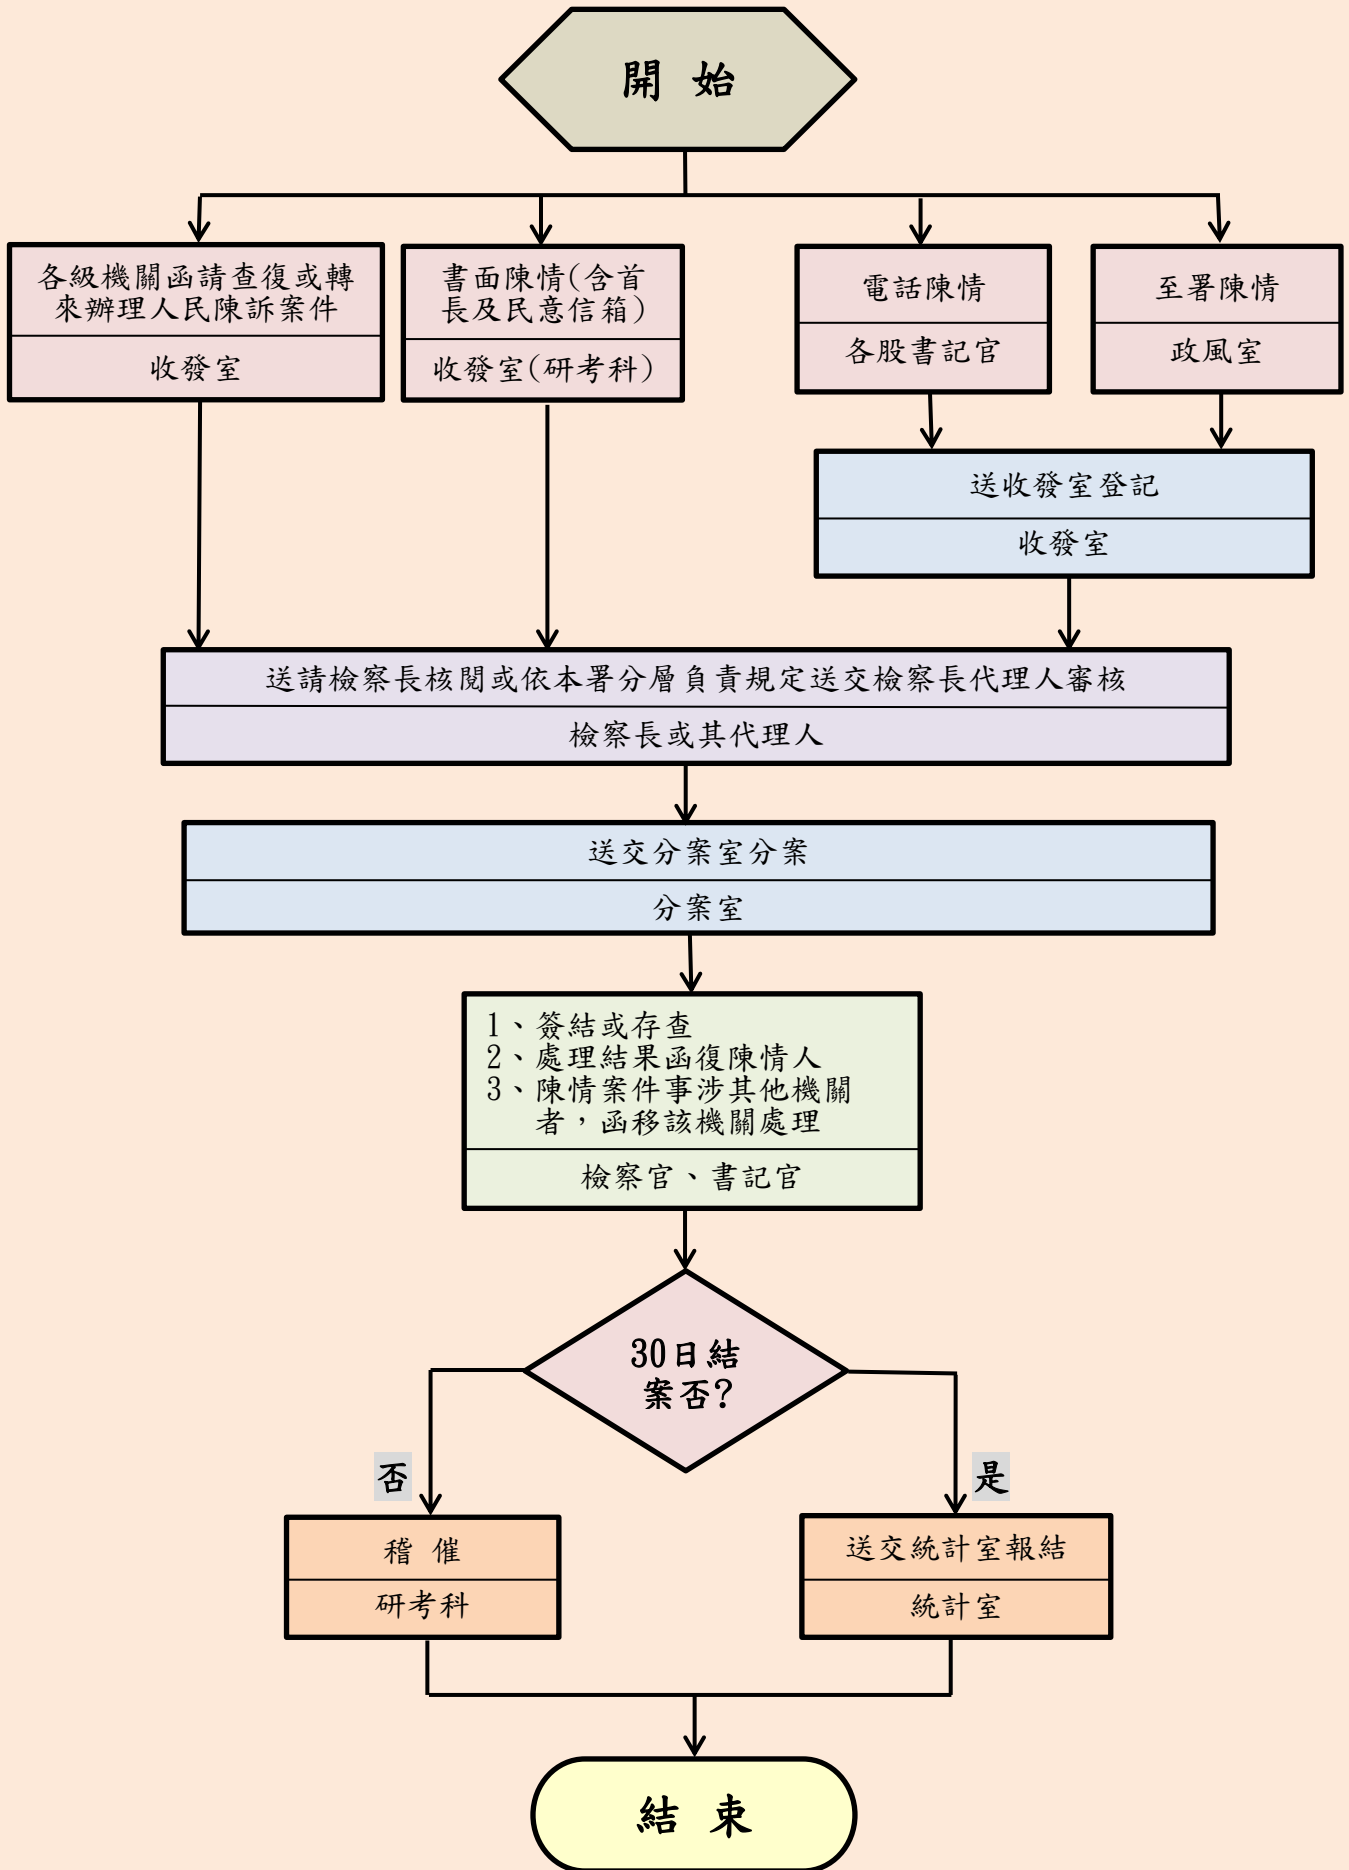 開 始
各級機關函請查復或轉
來辦理人民陳訴案件
收發室
書面陳情(含首
長及民意信箱)
收發室(研考科)
電話陳情
各股書記官
至署陳情
政風室
送收發室登記
收發室
送請檢察長核閱或依本署分層負責規定送交檢察長代理人審核
檢察長或其代理人
送交分案室分案
分案室
1、簽結或存查
2、處理結果函復陳情人
3、陳情案件事涉其他機關
者，函移該機關處理
檢察官、書記官
30日結
案否?
否
是
稽 催
研考科
送交統計室報結
統計室
結 束